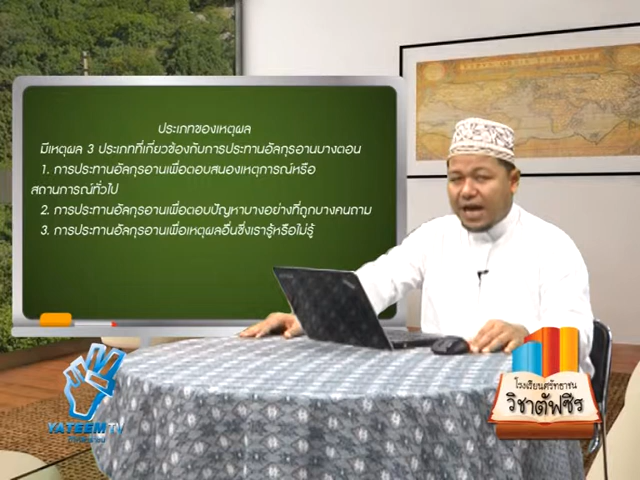 ประเภทของเหตุผล
มีเหตุผล 3 ประเภทที่เกี่ยวข้องกับการประทานอัลกุรอานบางตอน
1. การประทานอัลกุรอานเพื่อตอบสนองเหตุการณ์หรือ
สถานการณ์ทั่วไป
2. การประทานอัลกุรอานเพื่อตอบปัญหาบางอย่างที่ถูกบางคนถาม
3. การประทานอัลกุรอานเพื่อเหตุผลอื่นซึ่งเรารู้หรือไม่รู้
โรงเรียนศรัทธาชน
วิชาตัฟซีร
YATEEM TV